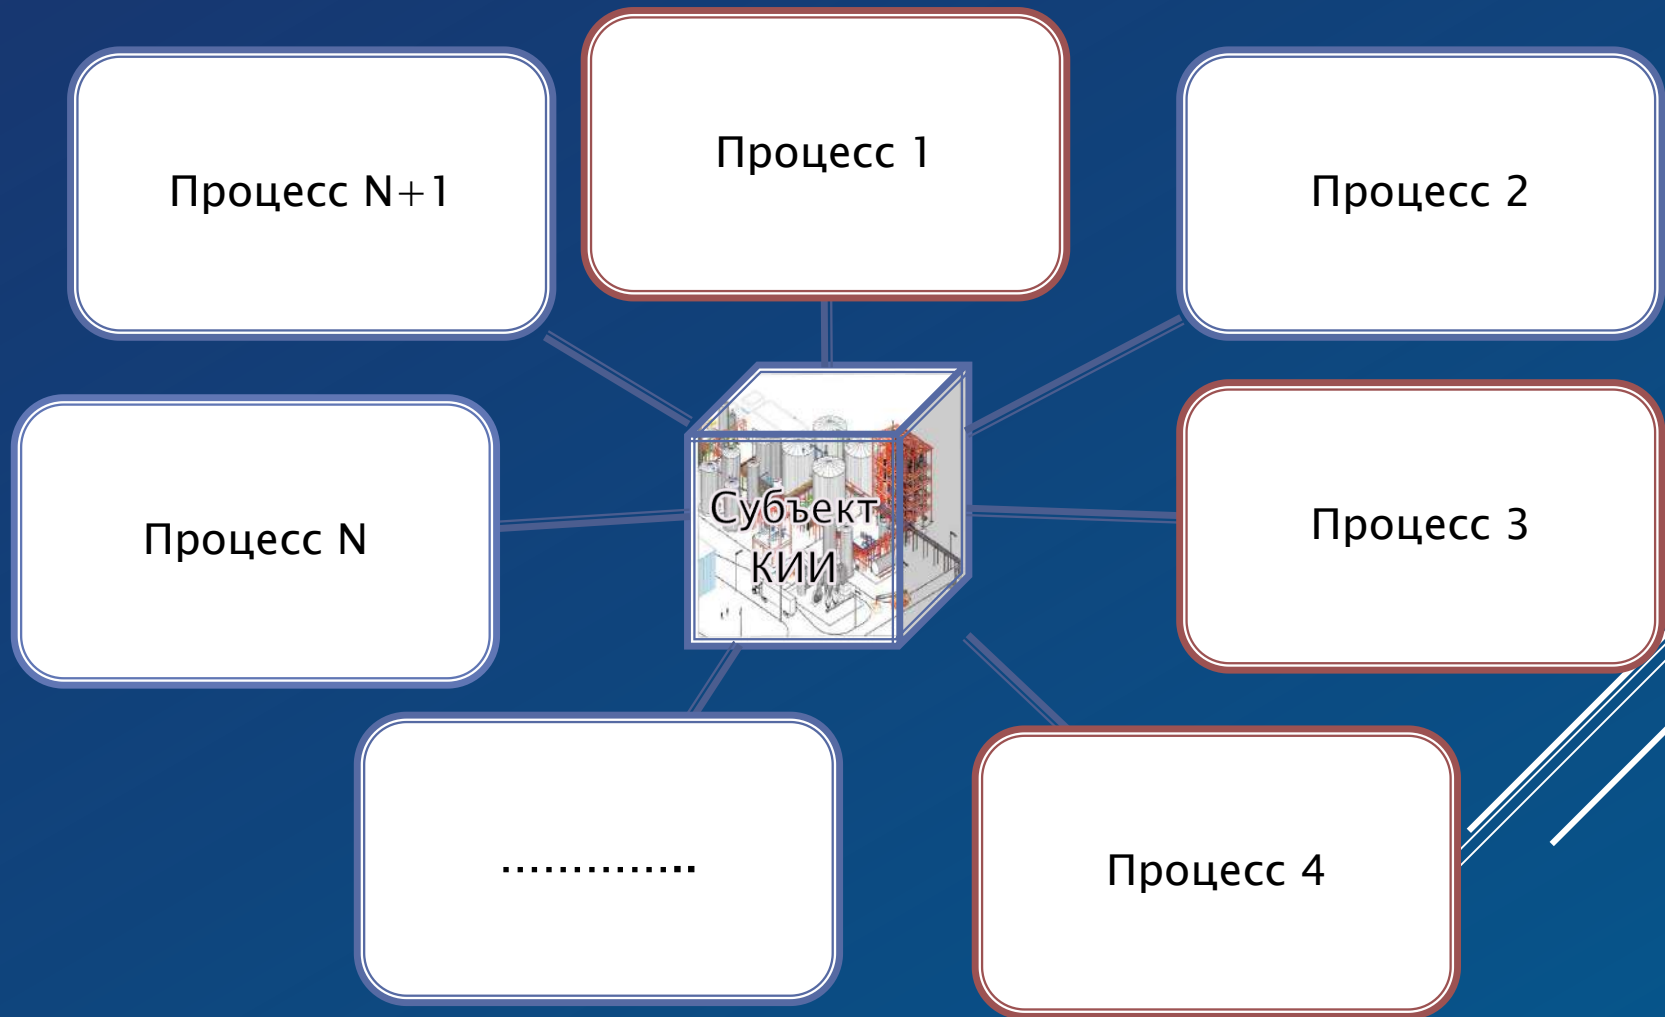 Процесс N+1
Процесс 1
Процесс 2
Процесс N
Субъект
КИИ
Процесс 3
..............
Процесс 4